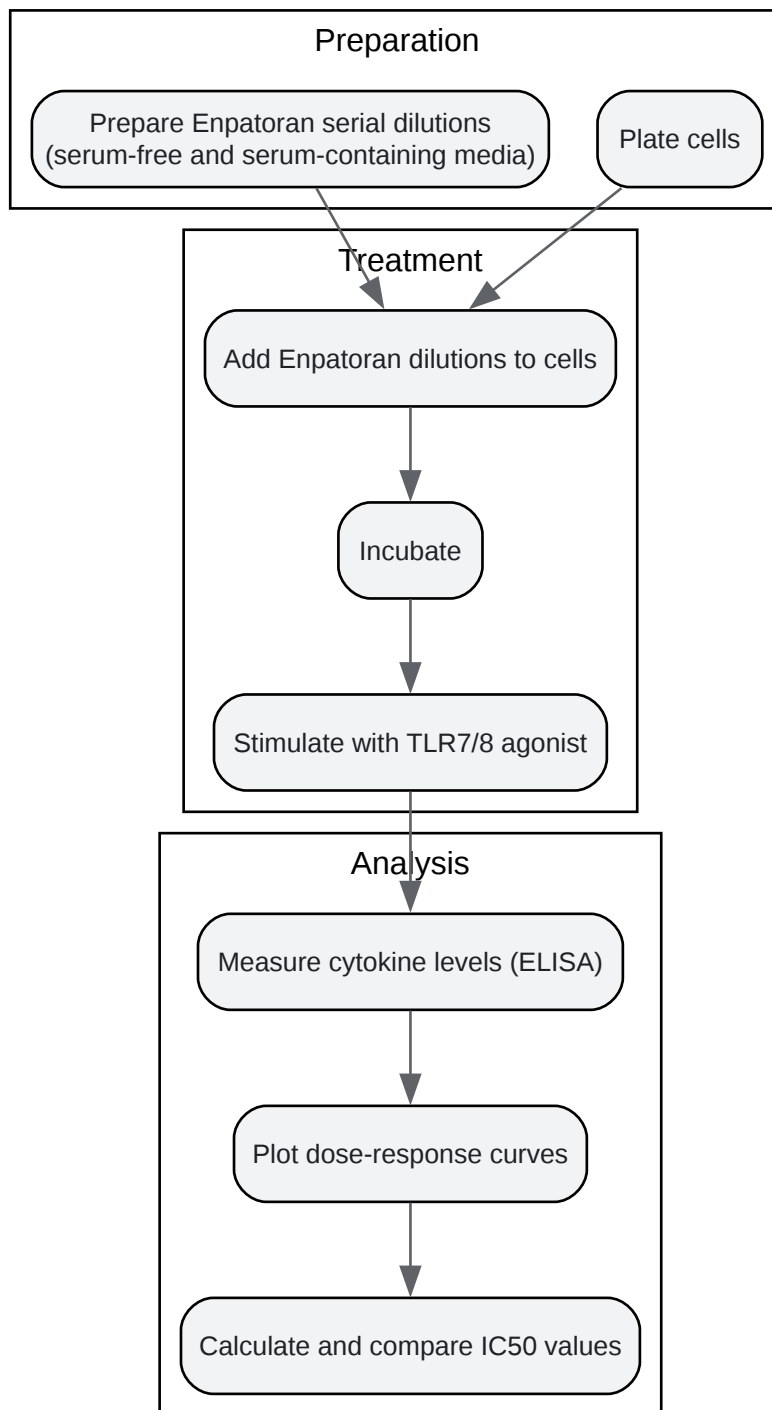 Preparation
Prepare Enpatoran serial dilutions
(serum-free and serum-containing media)
Plate cells
Treatment
Add Enpatoran dilutions to cells
Incubate
Stimulate with TLR7/8 agonist
Analysis
Measure cytokine levels (ELISA)
Plot dose-response curves
Calculate and compare IC50 values